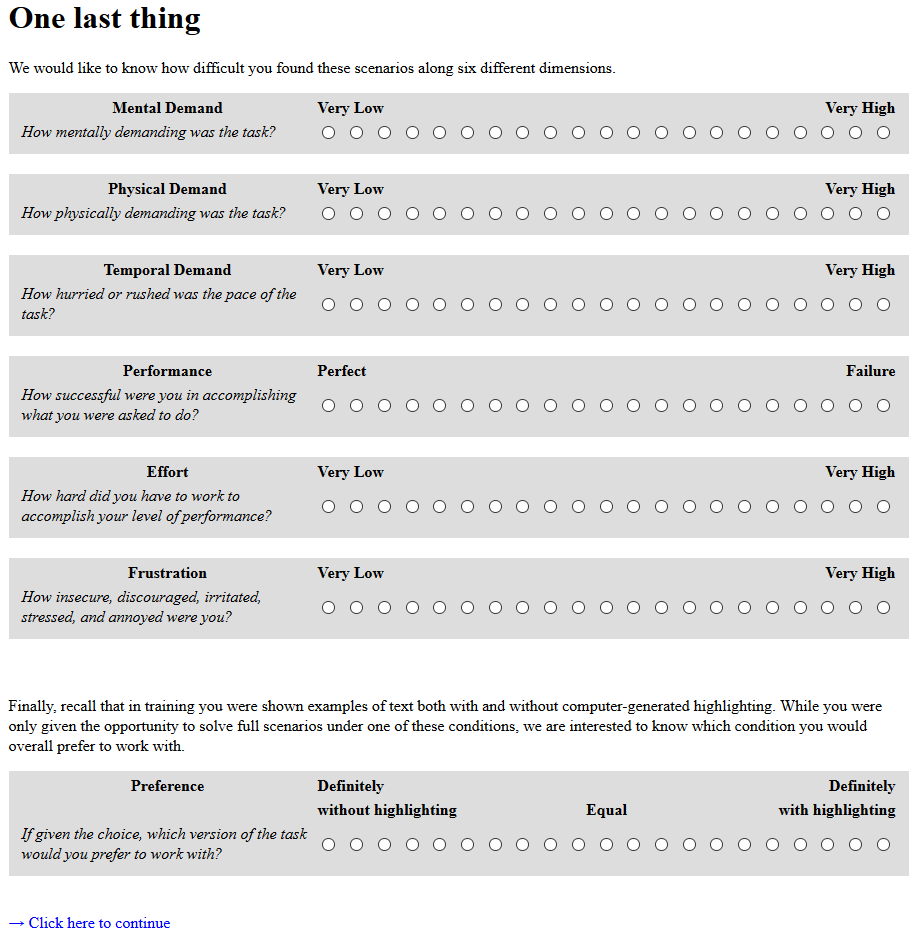 One last thing
We would like to know how difficult you found these scenarios along six different dimensions.
Mental Demand Very Low Very High
How mentally demanding was the task?
Physical Demand Very Low Very High
How physically demanding was the task?
Temporal Demand Very Low Very High
How hurried or rushed was the pace of the
task?
Performance Perfect Failure
How successful were you in accomplishing
what you were asked to do?
Effort Very Low Very High
How hard did you have to work to
accomplish your level of performance?
Frustration Very Low Very High
How insecure, discouraged, irritated,
stressed, and annoyed were you?
Finally, recall that in training you were shown examples of text both with and without computer-generated highlighting. While you were
only given the opportunity to solve full scenarios under one of these conditions, we are interested to know which condition you would
overall prefer to work with.
Preference Definitely Definitely
without highlighting Equal with highlighting
If given the choice, which version of the task
would you prefer to work with?
→ Click here to continue